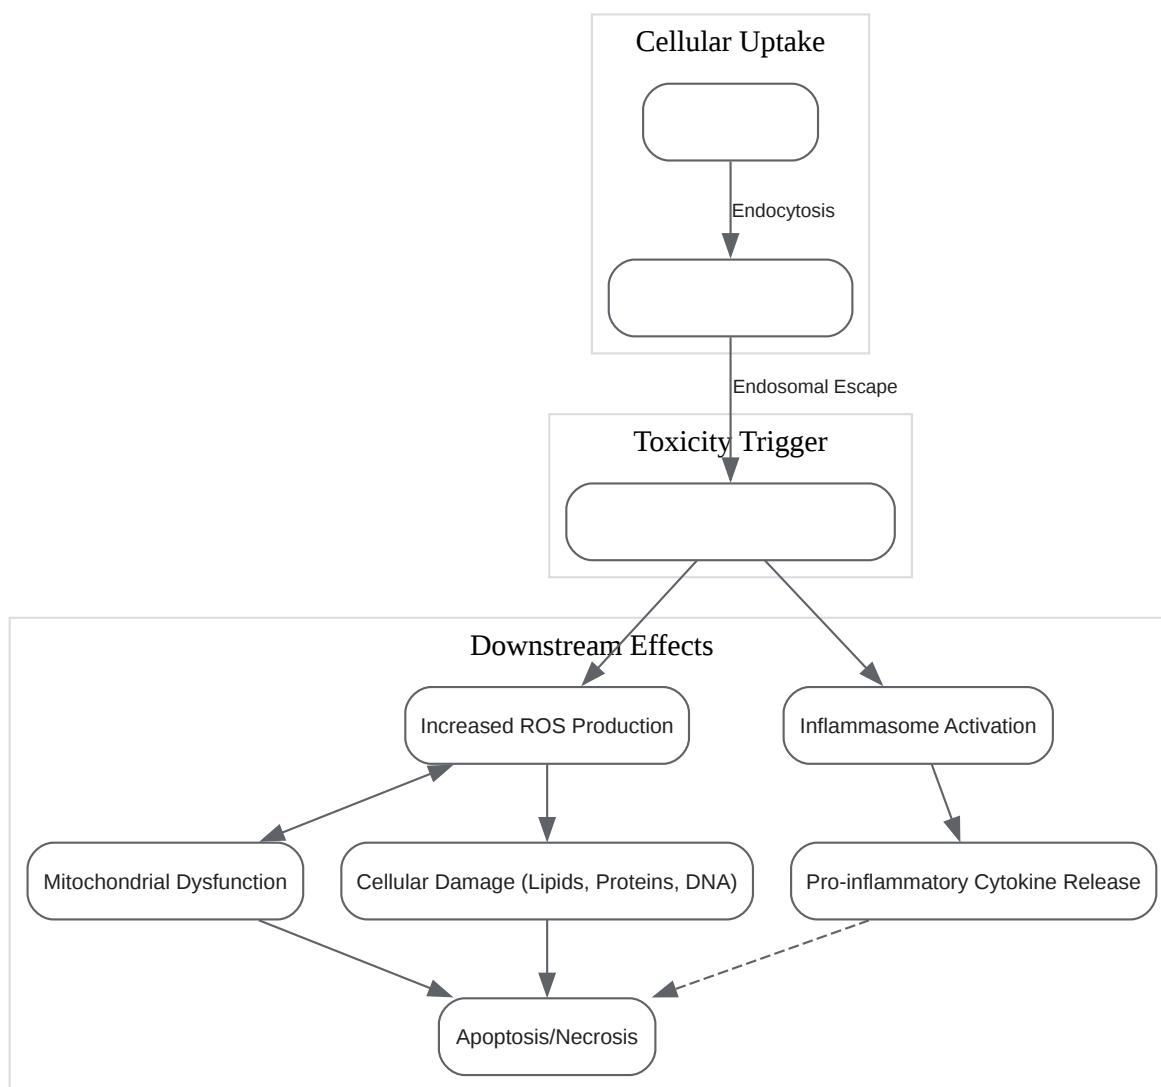 Cellular Uptake
Endocytosis
Endosomal Escape
Toxicity Trigger
Downstream Effects
Increased ROS Production
Inflammasome Activation
Mitochondrial Dysfunction
Cellular Damage (Lipids, Proteins, DNA)
Pro-inflammatory Cytokine Release
Apoptosis/Necrosis